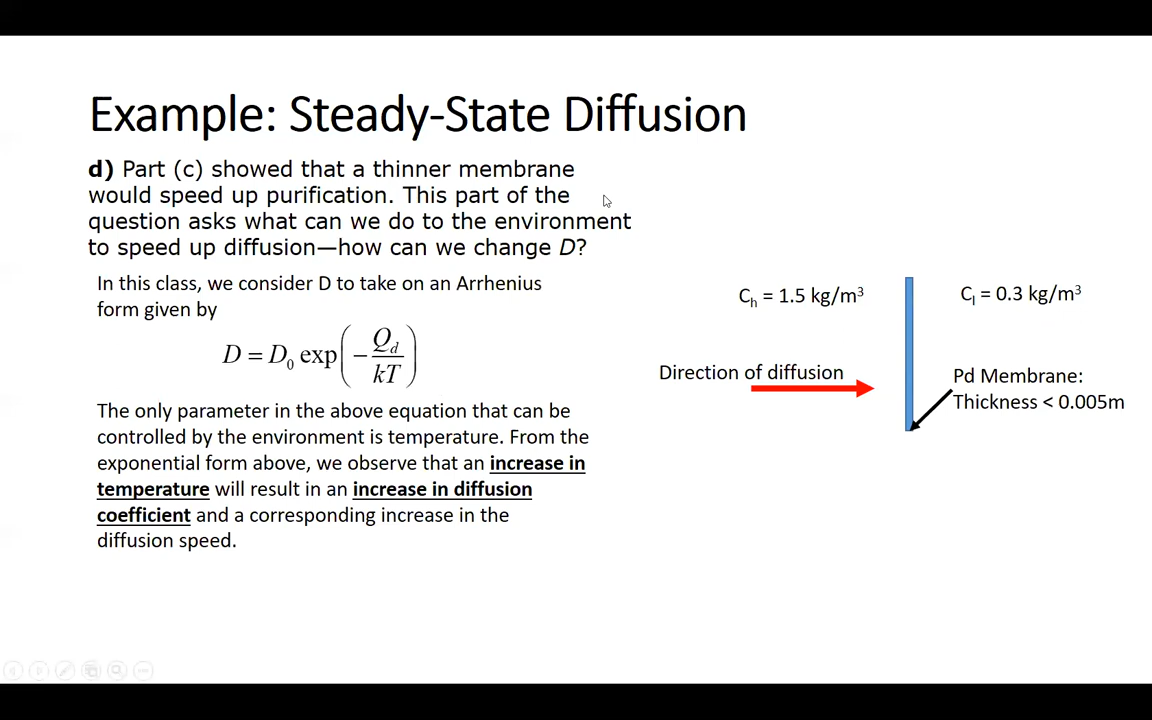 Example: Steady-State Diffusion
d) Part (c) showed that a thinner membrane
would speed up purification. This part of the
question asks what can we do to the environment
to speed up diffusion—how can we change D?
In this class, we consider D to take on an Arrhenius
form given by
D = D₀ exp(−Q_d/kT)
The only parameter in the above equation that can be
controlled by the environment is temperature. From the
exponential form above, we observe that an increase in
temperature will result in an increase in diffusion
coefficient and a corresponding increase in the
diffusion speed.
Cₕ = 1.5 kg/m³
Cₗ = 0.3 kg/m³
Direction of diffusion
Pd Membrane:
Thickness < 0.005m